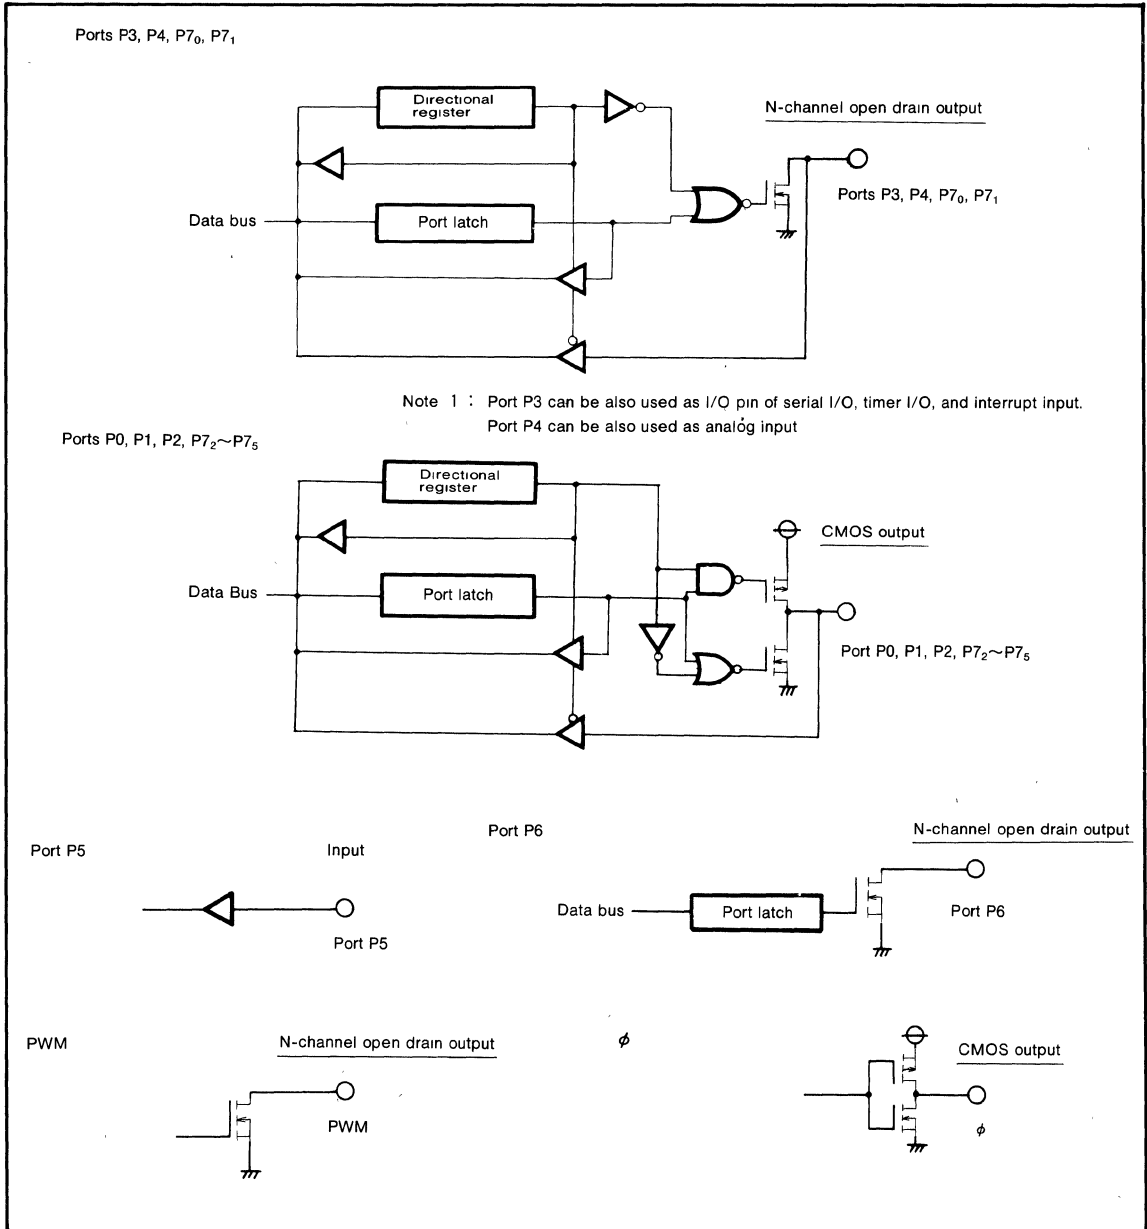 Ports P3, P4, P7₀, P7₁
Directional
register
N-channel open drain output
Data bus
Port latch
Ports P3, P4, P7₀, P7₁
Note 1 : Port P3 can be also used as I/O pin of serial I/O, timer I/O, and interrupt input.
Port P4 can be also used as analog input
Ports P0, P1, P2, P7₂~P7₅
Directional
register
CMOS output
Data Bus
Port latch
Port P0, P1, P2, P7₂~P7₅
Port P5
Input
Port P5
Port P6
N-channel open drain output
Data bus
Port latch
Port P6
PWM
N-channel open drain output
PWM
ϕ
CMOS output
ϕ